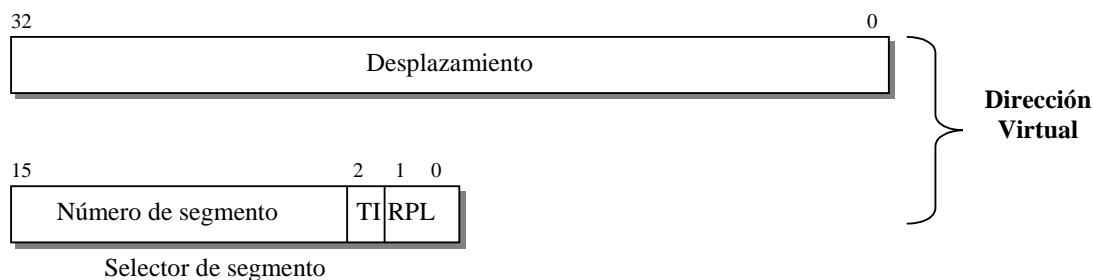 32 0
Desplazamiento
Dirección
Virtual
15 2 1 0
Número de segmento TI RPL
Selector de segmento